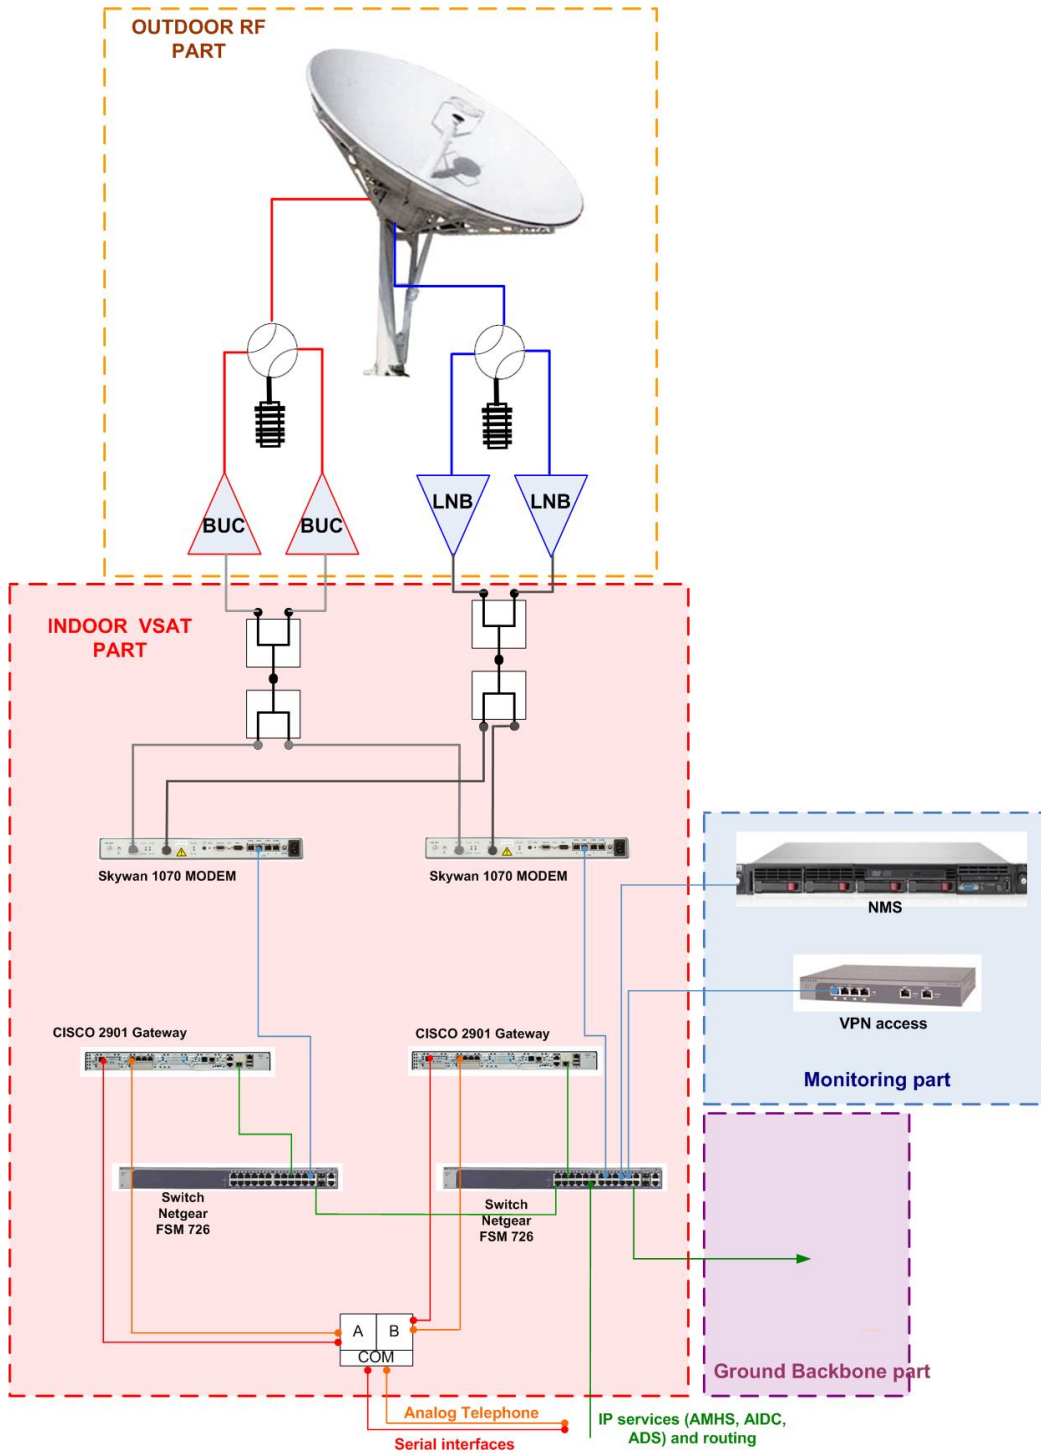 OUTDOOR RF
PART
BUC
BUC
LNB
LNB
INDOOR VSAT
PART
Skywan 1070 MODEM
Skywan 1070 MODEM
NMS
VPN access
Monitoring part
CISCO 2901 Gateway
CISCO 2901 Gateway
Switch
Netgear
FSM 726
Switch
Netgear
FSM 726
A
B
COM
Ground Backbone part
Analog Telephone
Serial interfaces
IP services (AMHS, AIDC,
ADS) and routing